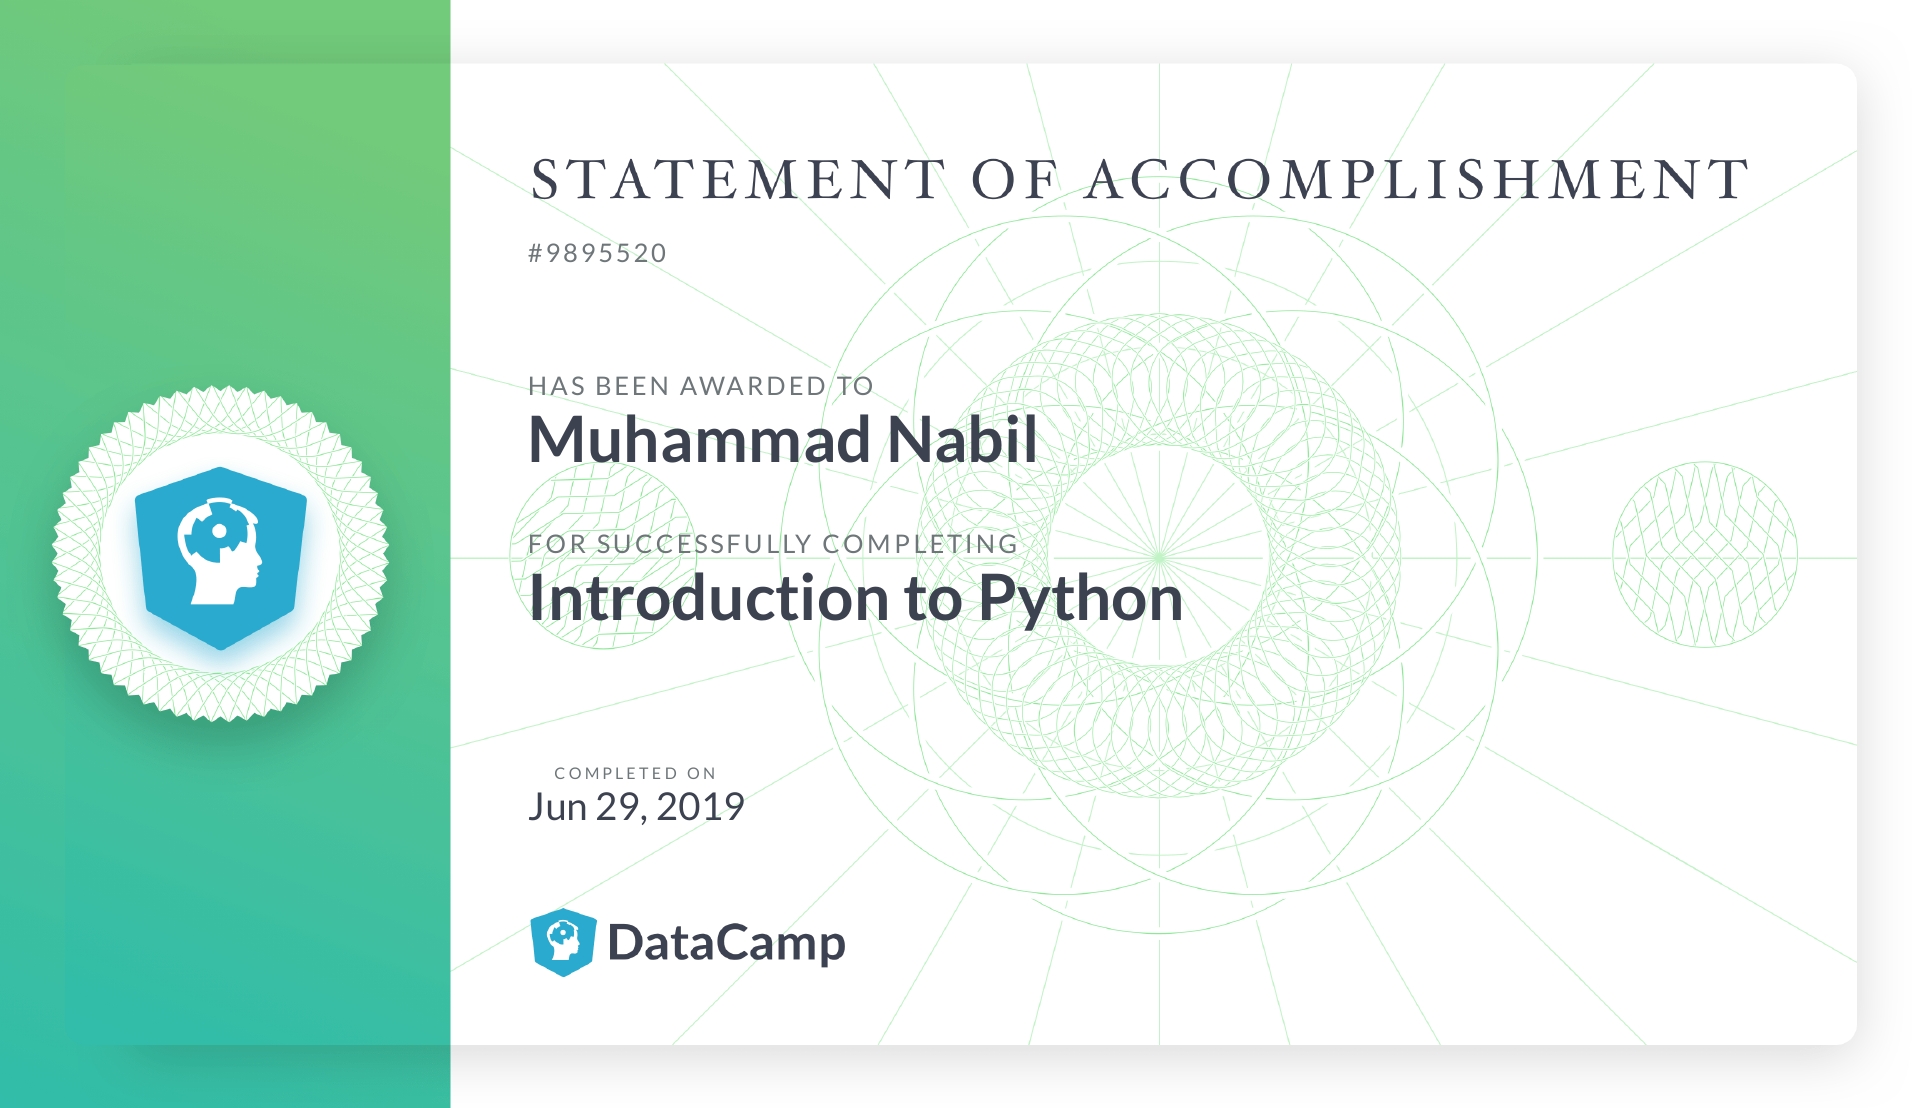 STATEMENT OF ACCOMPLISHMENT
#9895520
HAS BEEN AWARDED TO
Muhammad Nabil
FOR SUCCESSFULLY COMPLETING
Introduction to Python
COMPLETED ON
Jun 29, 2019
DataCamp